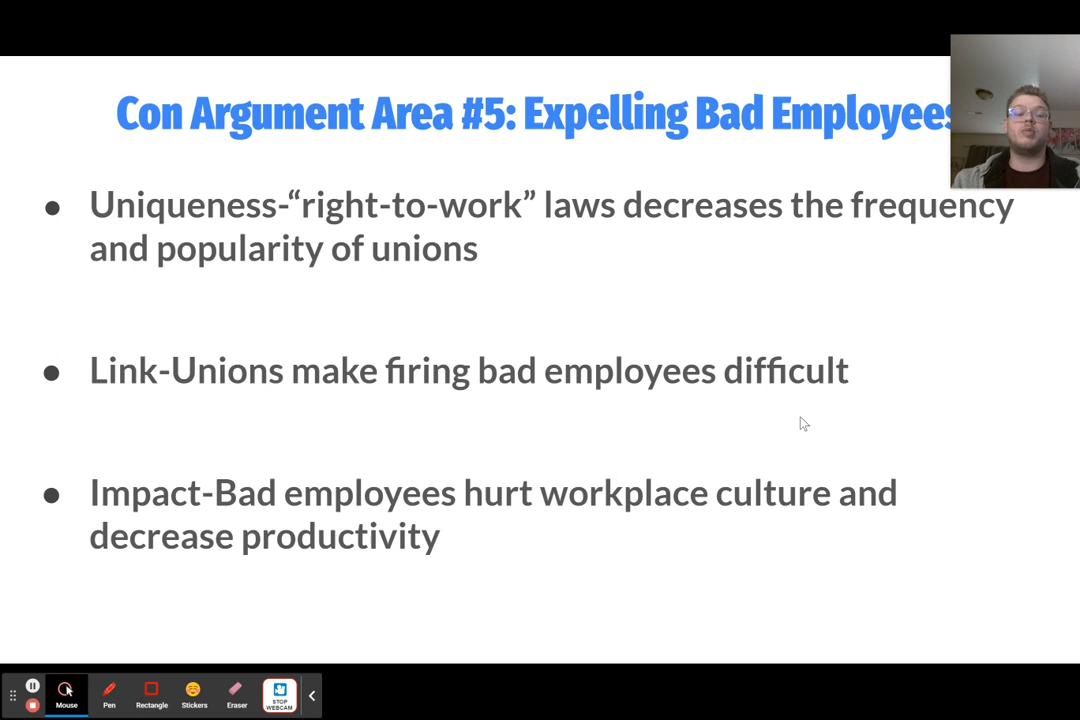 Con Argument Area #5: Expelling Bad Employees
Uniqueness-“right-to-work” laws decreases the frequency
and popularity of unions
Link-Unions make firing bad employees difficult
Impact-Bad employees hurt workplace culture and
decrease productivity
Mouse
Pen
Rectangle
Stickers
Eraser
STOP
WEBCAM